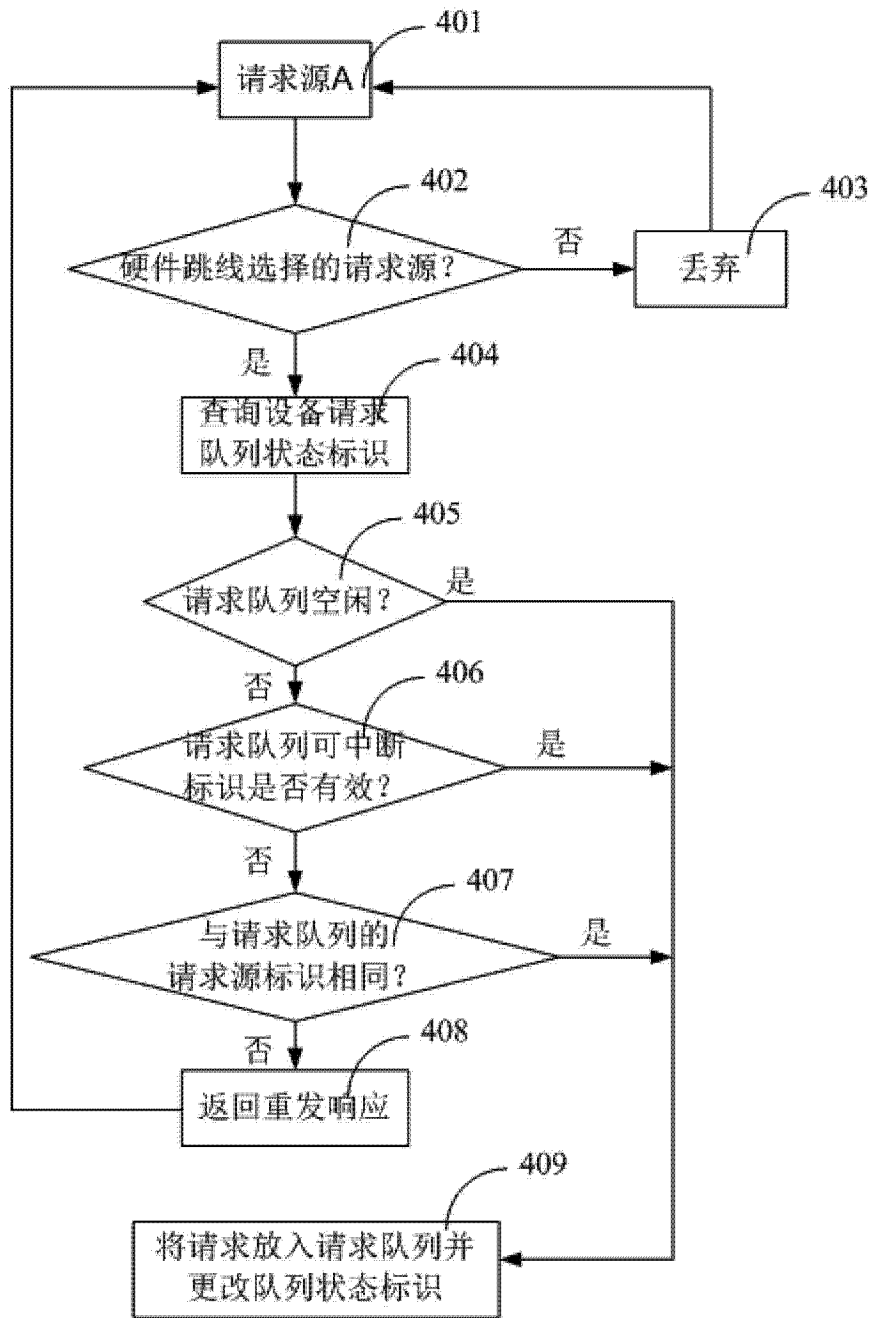 401
请求源A
402
硬件跳线选择的请求源？
否
403
丢弃
是
404
查询设备请求
队列状态标识
405
请求队列空闲？
是
否
406
请求队列可中断
标识是否有效？
是
否
407
与请求队列的
请求源标识相同？
是
否
408
返回重发响应
409
将请求放入请求队列并
更改队列状态标识